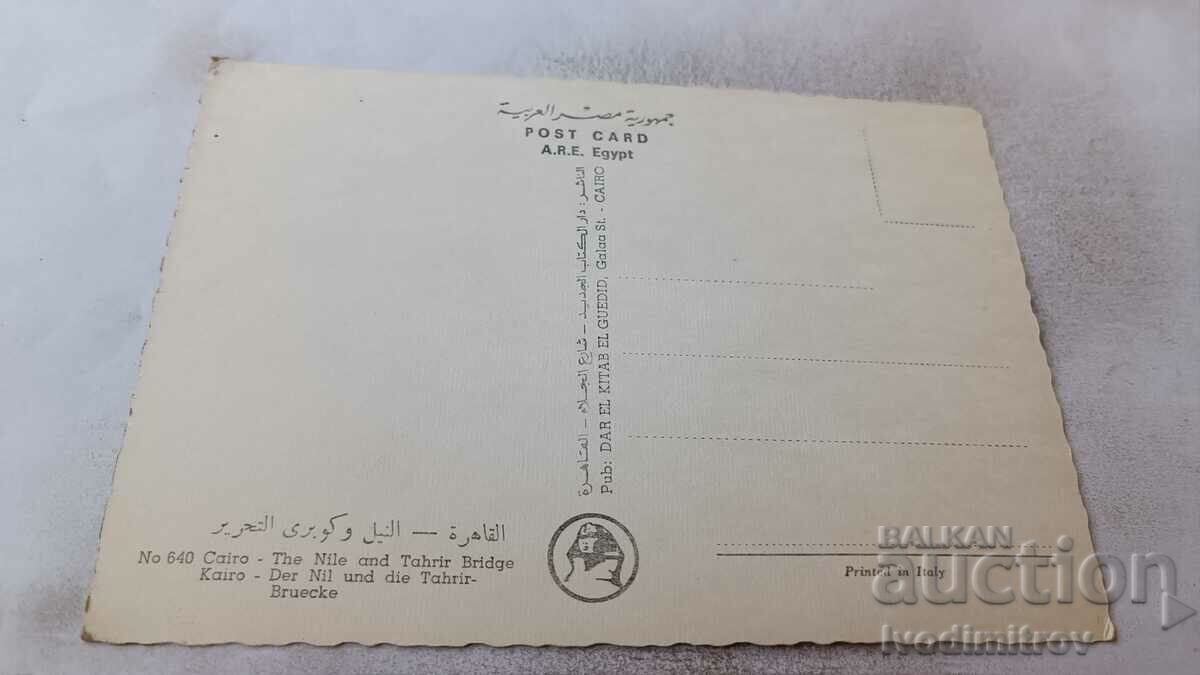 جمهورية مصر العربية
POST CARD
A.R.E. Egypt
الناشر : دار الكتاب الجديد – شارع الجلاء – القاهرة
Pub: DAR EL KITAB EL GUEDID, Galaa St. - CAIRO
القاهرة — النيل وكوبرى التحرير
No 640 Cairo - The Nile and Tahrir Bridge
Kairo - Der Nil und die Tahrir-
Bruecke
Printed in Italy
BALKAN
auction
Ivodimitrov